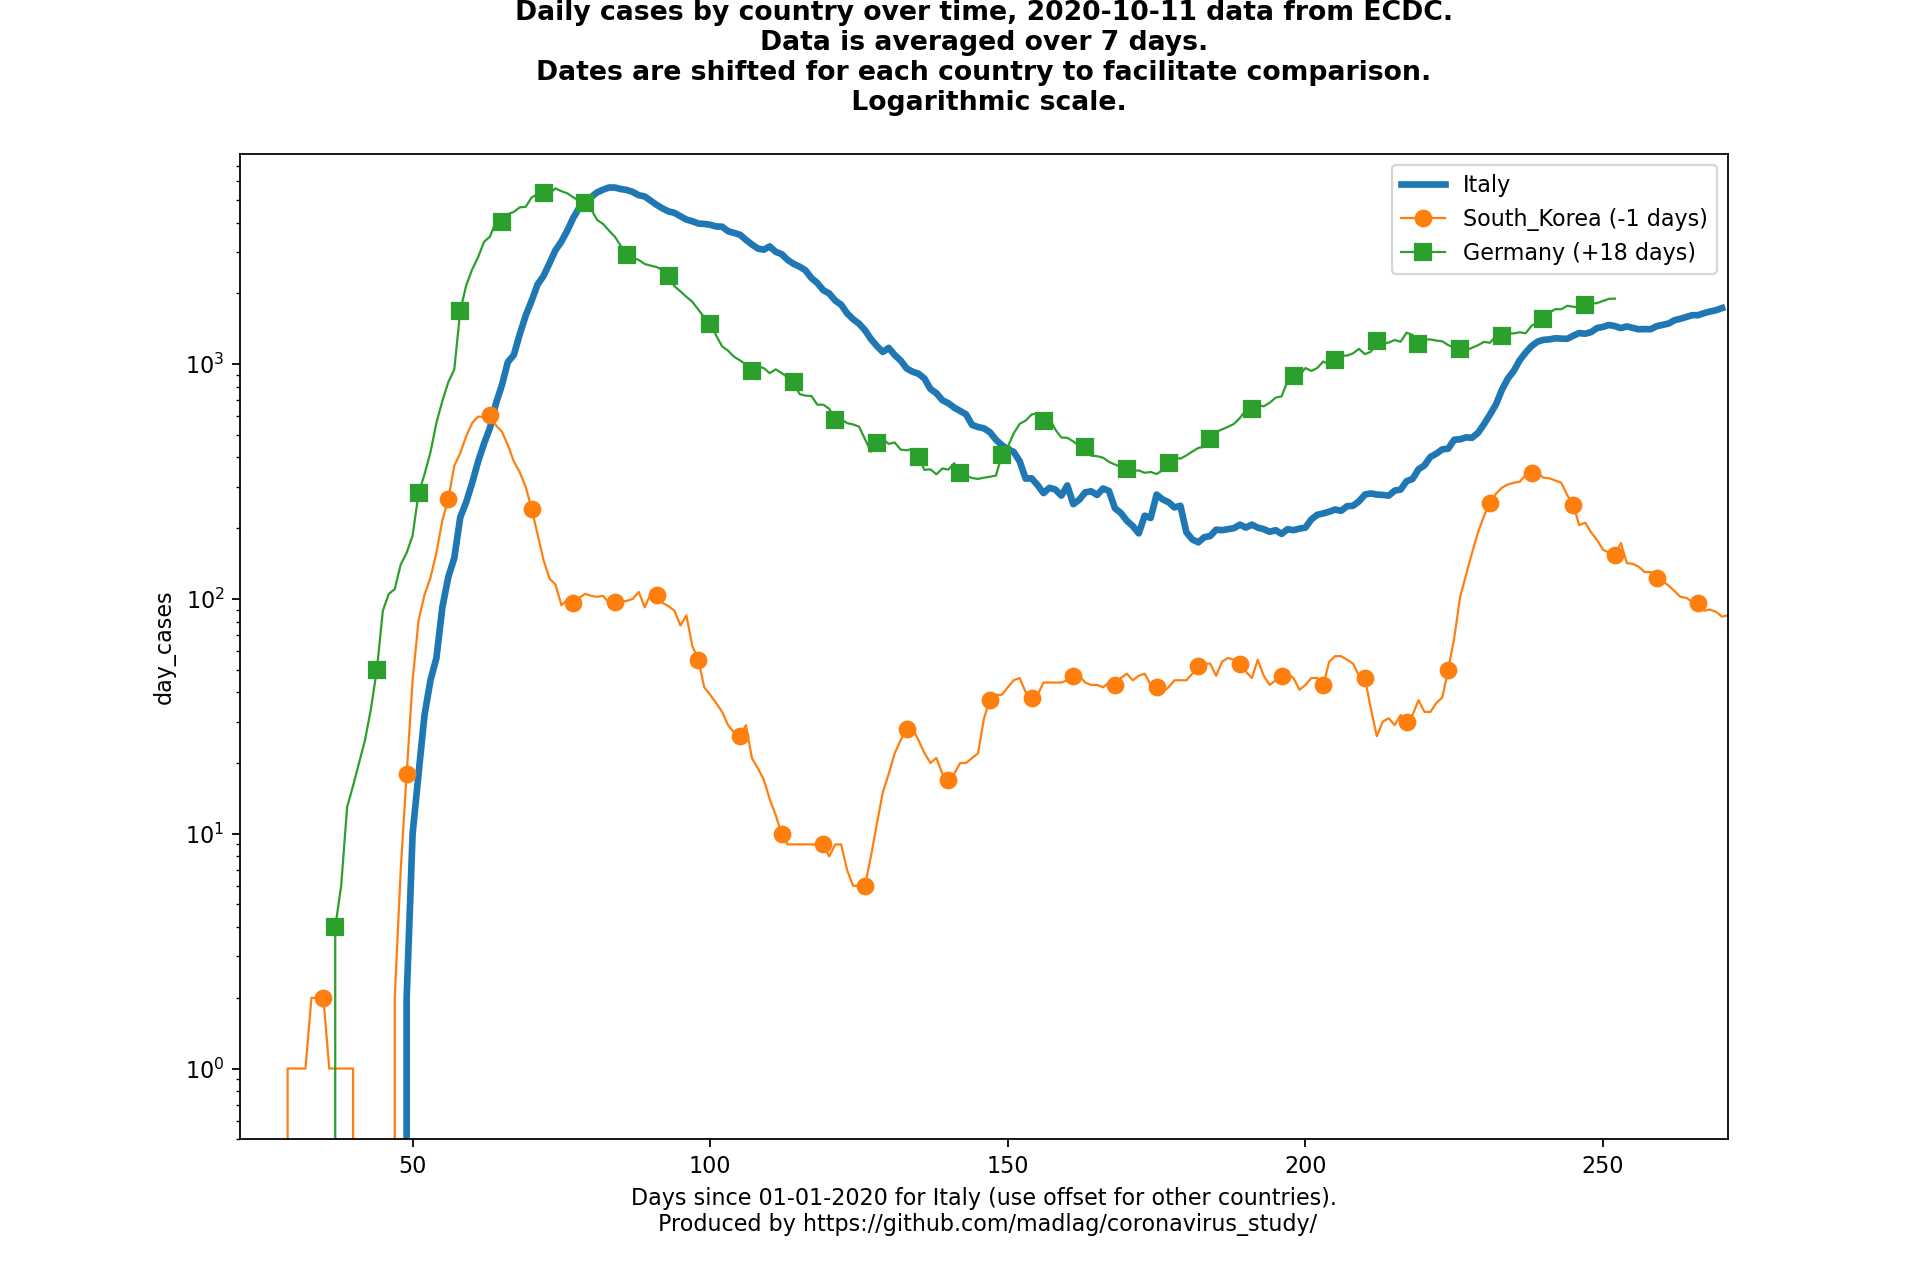 Daily cases by country over time, 2020-10-11 data from ECDC.
Data is averaged over 7 days.
Dates are shifted for each country to facilitate comparison.
Logarithmic scale.
Italy
South_Korea (-1 days)
Germany (+18 days)
day_cases
10³
10²
10¹
10⁰
50 100 150 200 250
Days since 01-01-2020 for Italy (use offset for other countries).
Produced by https://github.com/madlag/coronavirus_study/